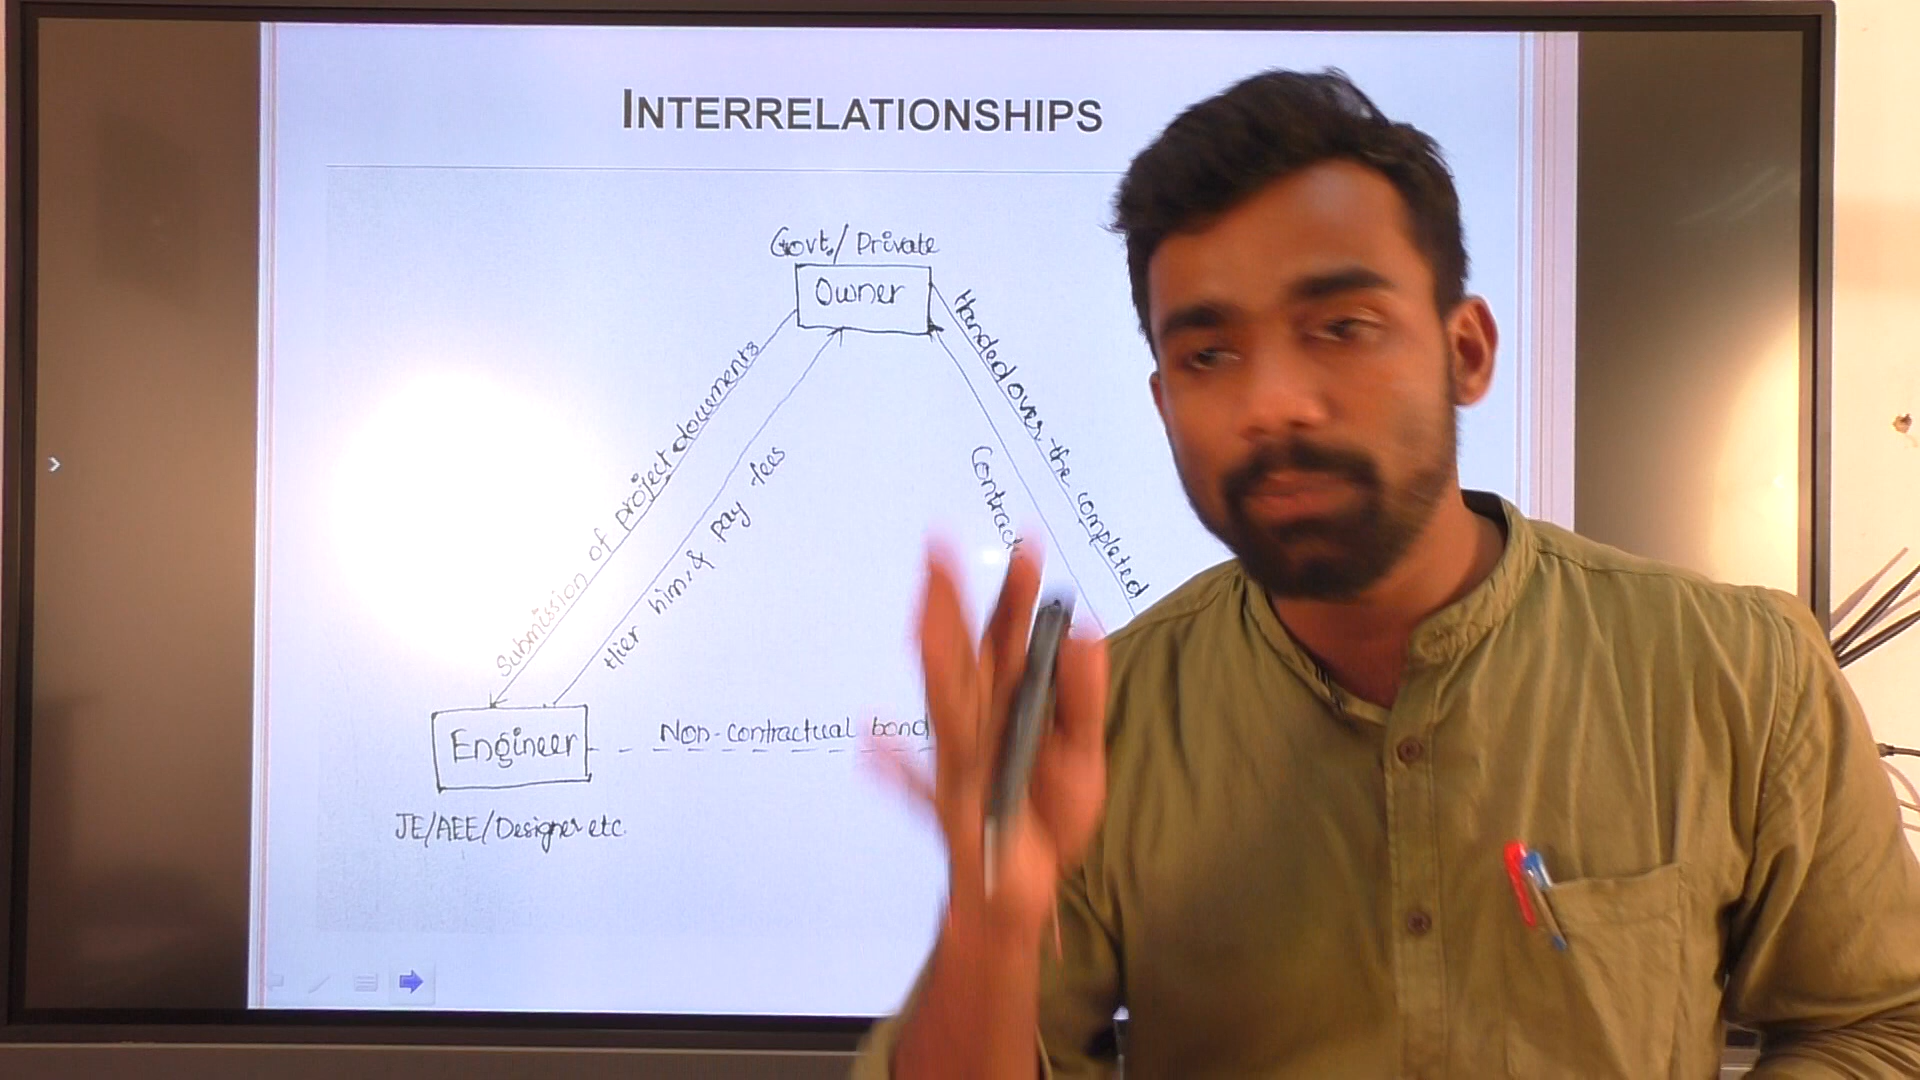 INTERRELATIONSHIPS
Govt./ Private
Owner
Submission of project documents
Hier him & pay fees
Handed over the completed
Contract
Non-contractual bond
Engineer
JE/AEE/Designer etc.